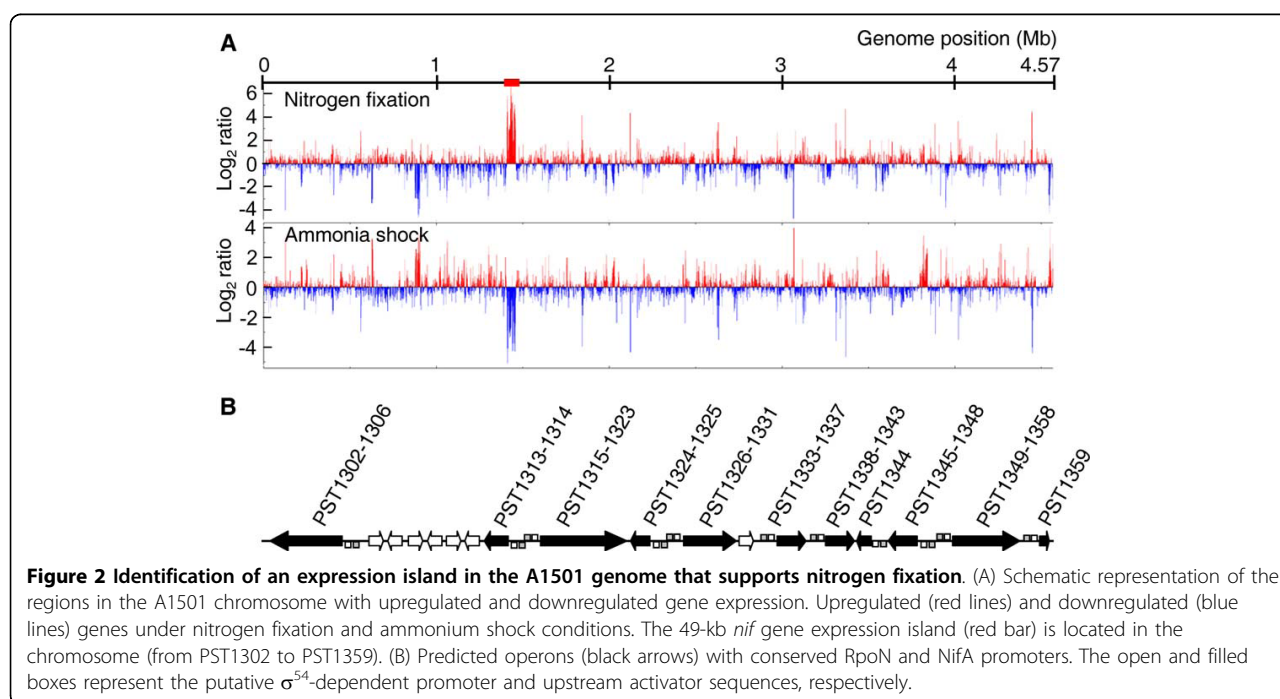 A
Genome position (Mb)
0 1 2 3 4 4.57
Nitrogen fixation
6
4
2
0
-2
-4
Log2 ratio
Ammonia shock
4
2
0
-2
-4
Log2 ratio
B
PST1302-1306
PST1313-1314
PST1315-1323
PST1324-1325
PST1326-1331
PST1333-1337
PST1338-1343
PST1344
PST1345-1348
PST1349-1358
PST1359
Figure 2 Identification of an expression island in the A1501 genome that supports nitrogen fixation. (A) Schematic representation of the
regions in the A1501 chromosome with upregulated and downregulated gene expression. Upregulated (red lines) and downregulated (blue
lines) genes under nitrogen fixation and ammonium shock conditions. The 49-kb nif gene expression island (red bar) is located in the
chromosome (from PST1302 to PST1359). (B) Predicted operons (black arrows) with conserved RpoN and NifA promoters. The open and filled
boxes represent the putative σ54-dependent promoter and upstream activator sequences, respectively.